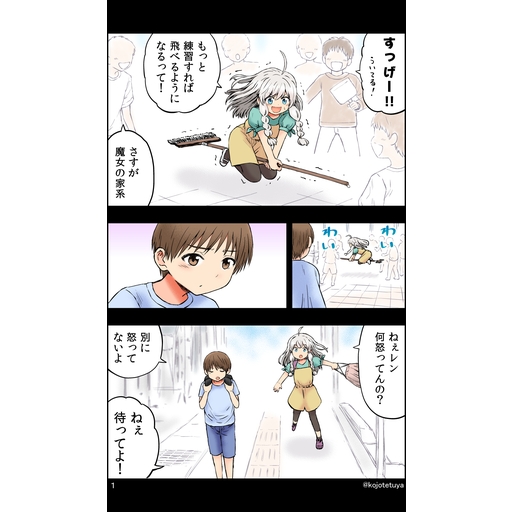 すっげー!!
ういてる!
もっと
練習すれば
飛べるように
なるって!
さすが
魔女の家系
わい
わい
ねぇレン
何怒ってんの?
別に
怒って
ないよ
ねぇ
待ってよ!
1
@kojotetuya